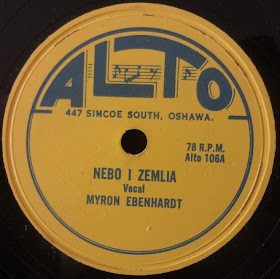 ALTO
447 SIMCOE SOUTH, OSHAWA.
NEBO I ZEMLIA
Vocal
MYRON EBENHARDT
78 R.P.M.
Alto 106A